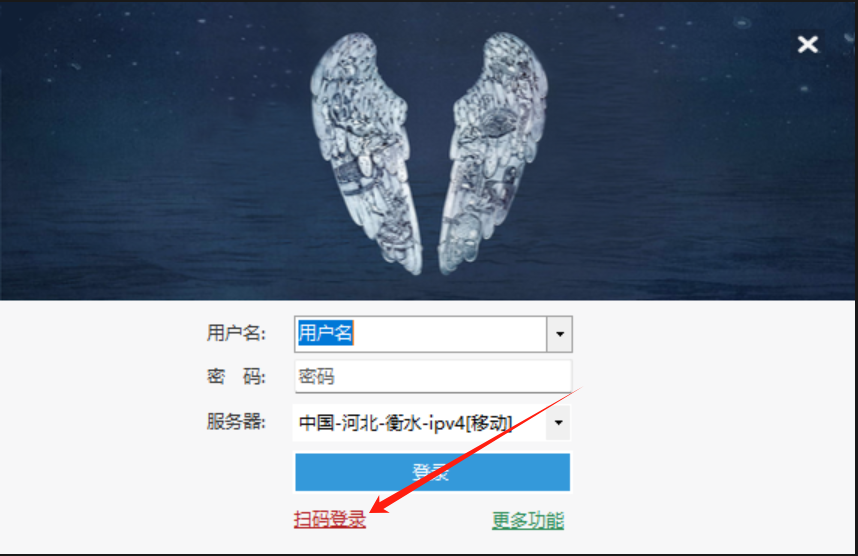 用户名: 用户名
密 码: 密码
服务器: 中国-河北-衡水-ipv4[移动]
登录
扫码登录 更多功能